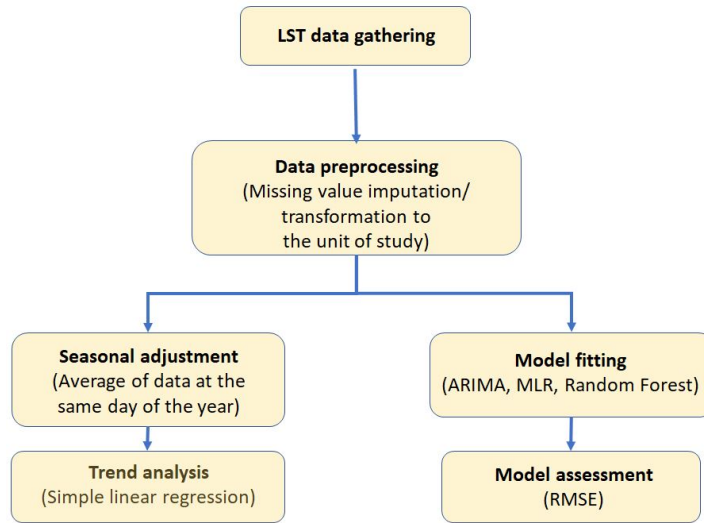 LST data gathering
Data preprocessing
(Missing value imputation/
transformation to
the unit of study)
Seasonal adjustment
(Average of data at the
same day of the year)
Model fitting
(ARIMA, MLR, Random Forest)
Trend analysis
(Simple linear regression)
Model assessment
(RMSE)